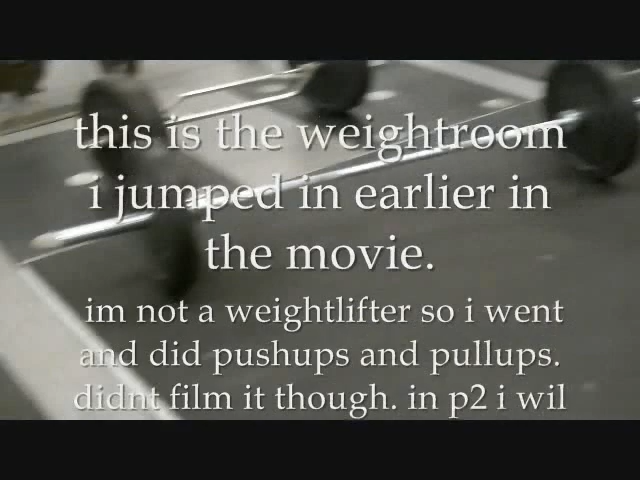 this is the weightroom
i jumped in earlier in
the movie.
im not a weightlifter so i went
and did pushups and pullups.
didnt film it though. in p2 i wil